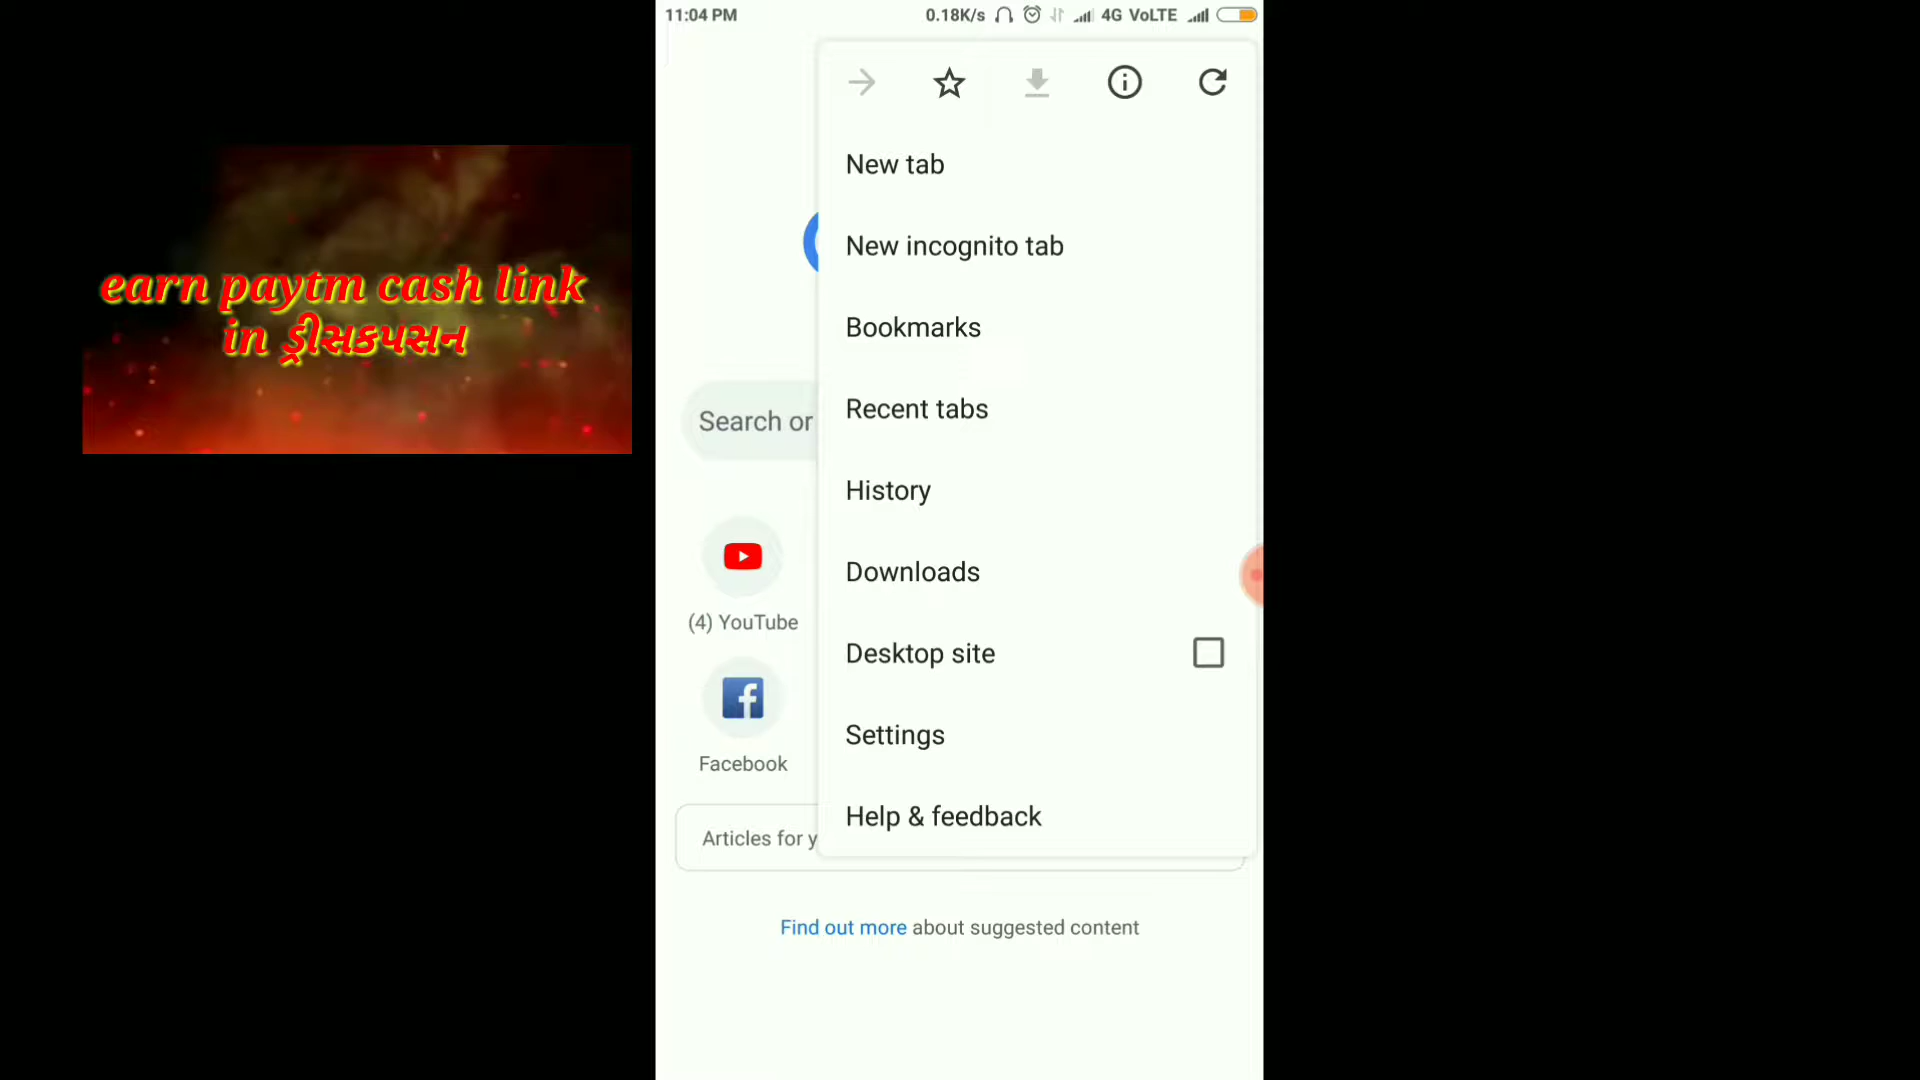 11:04 PM
0.18K/s 4G VoLTE
earn paytm cash link
in ડ્રીસકપસન
New tab
New incognito tab
Bookmarks
Recent tabs
History
Downloads
Desktop site
Settings
Help & feedback
Search or
(4) YouTube
Facebook
Articles for y
Find out more about suggested content